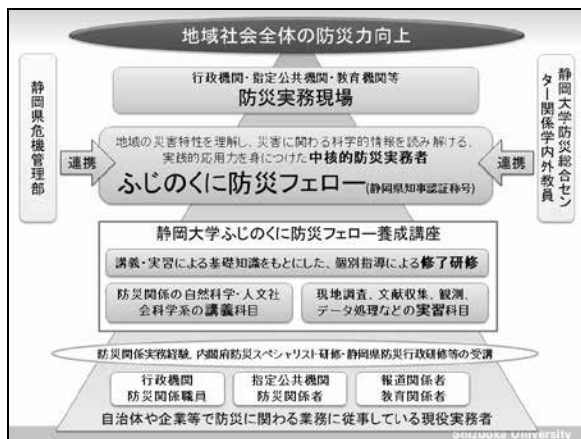 地域社会全体の防災力向上
行政機関・指定公共機関・教育機関等
防災実務現場
静岡県危機管理部
連携
地域の災害特性を理解し、災害に関わる科学的情報を読み解ける、
実践的応用力を身につけた中核的防災実務者
ふじのくに防災フェロー(静岡県知事認証称号)
連携
静岡大学防災総合セン
ター関係学内外教員
静岡大学ふじのくに防災フェロー養成講座
講義・実習による基礎知識をもとにした、個別指導による修了研修
防災関係の自然科学・人文社
会科学系の講義科目
現地調査、文献収集、観測、
データ処理などの実習科目
防災関係実務経験、内閣府防災スペシャリスト研修・静岡県防災行政研修等の受講
行政機関
防災関係職員
指定公共機関
防災関係者
報道関係者
教育関係者
自治体や企業等で防災に関わる業務に従事している現役実務者
Shizuoka University